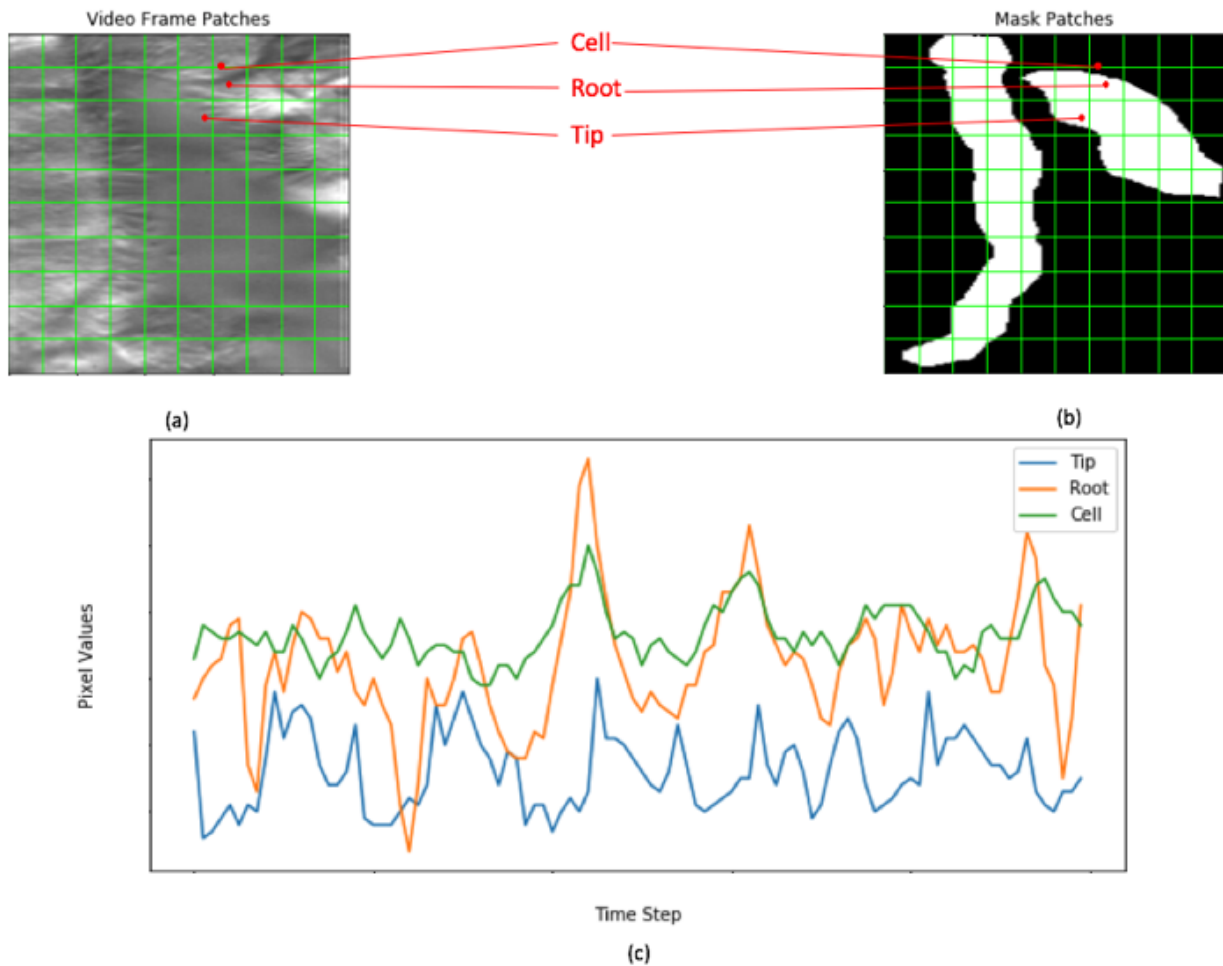 Video Frame Patches
Mask Patches
Cell
Root
Tip
(a)
(b)
Tip
Root
Cell
Pixel Values
Time Step
(c)